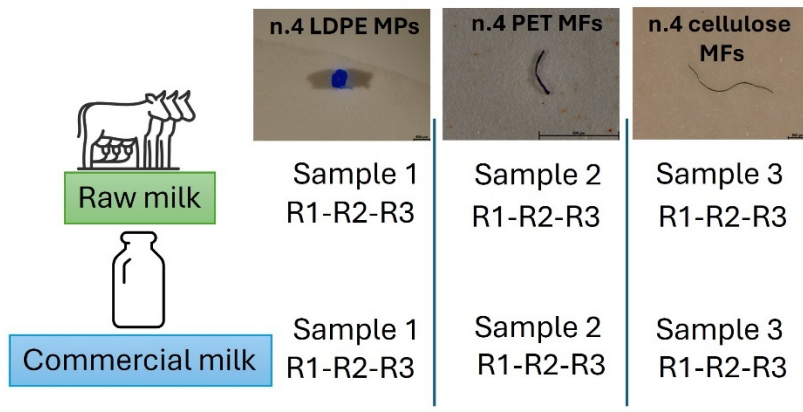 n.4 LDPE MPs
n.4 PET MFs
n.4 cellulose
MFs
Raw milk
Sample 1
R1-R2-R3
Sample 2
R1-R2-R3
Sample 3
R1-R2-R3
Commercial milk
Sample 1
R1-R2-R3
Sample 2
R1-R2-R3
Sample 3
R1-R2-R3